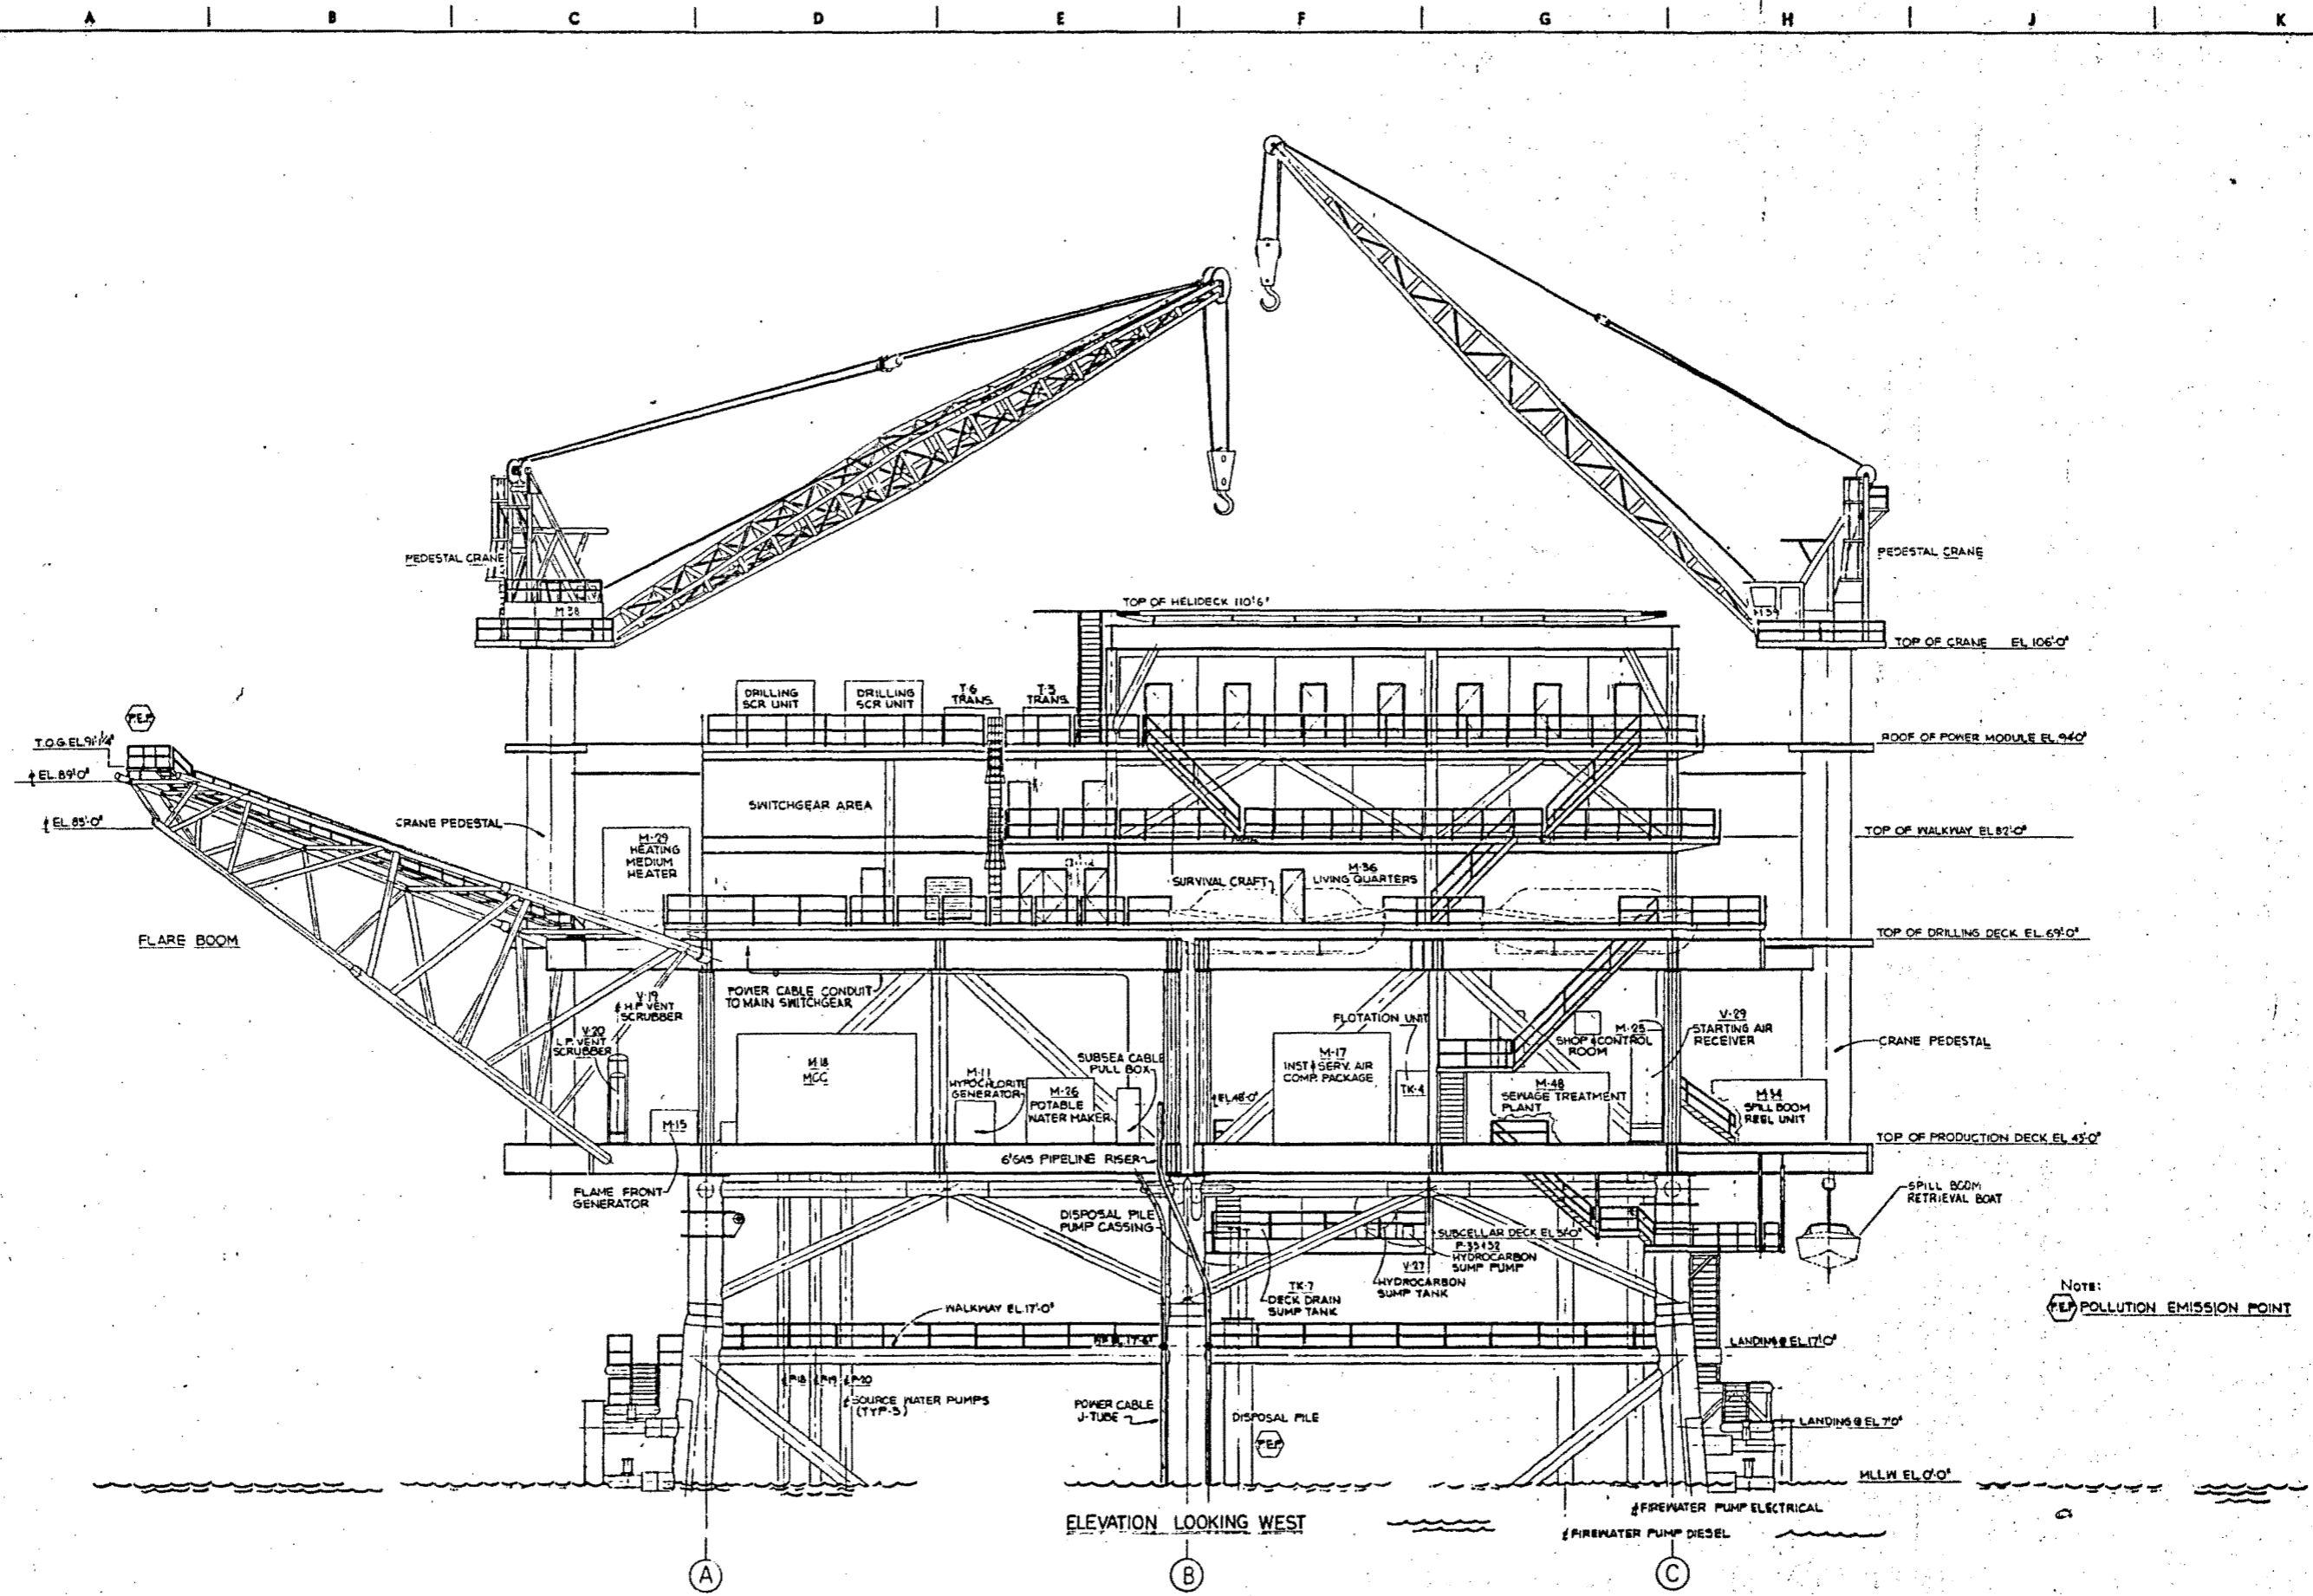 A B C D E F G H J K
PEDESTAL CRANE
M-38
PEDESTAL CRANE
TOP OF HELIDECK 110'6"
TOP OF CRANE EL 106'-0"
DRILLING
SCR UNIT
DRILLING
SCR UNIT
T-6
TRANS.
T-5
TRANS.
P.E.P.
T.O.G. EL. 91'-1¼"
EL. 89'-0"
EL. 85'-0"
ROOF OF POWER MODULE EL. 94'-0"
SWITCHGEAR AREA
CRANE PEDESTAL
M-29
HEATING
MEDIUM
HEATER
TOP OF WALKWAY EL 82'-0"
SURVIVAL CRAFT
M-36
LIVING QUARTERS
FLARE BOOM
TOP OF DRILLING DECK EL. 69'-0"
POWER CABLE CONDUIT
TO MAIN SWITCHGEAR
V-19
H.P. VENT
SCRUBBER
V-20
L.P. VENT
SCRUBBER
M-18
MCC
M-11
HYPOCHLORITE
GENERATOR
M-26
POTABLE
WATER MAKER
SUBSEA CABLE
PULL BOX
EL. 48'-0"
M-17
INST & SERV. AIR
COMP. PACKAGE
FLOTATION UNIT
TK-4
M-25
SHOP & CONTROL
ROOM
M-48
SEWAGE TREATMENT
PLANT
V-29
STARTING AIR
RECEIVER
CRANE PEDESTAL
SPILL BOOM
REEL UNIT
M-15
TOP OF PRODUCTION DECK EL. 43'-0"
6" GAS PIPELINE RISER
FLAME FRONT
GENERATOR
DISPOSAL PILE
PUMP CASSING
SUBCELLAR DECK EL
HYDROCARBON
SUMP PUMP
V-27
HYDROCARBON
SUMP TANK
TK-7
DECK DRAIN
SUMP TANK
SPILL BOOM
RETRIEVAL BOAT
NOTE:
P.E.P. POLLUTION EMISSION POINT
WALKWAY EL. 17'-0"
LANDING @ EL. 17'-0"
P-18 P-19 P-20
SOURCE WATER PUMPS
(TYP-3)
POWER CABLE
J-TUBE
DISPOSAL PILE
P.E.P.
LANDING @ EL 7'0"
MLLW EL. 0'-0"
FIREWATER PUMP ELECTRICAL
FIREWATER PUMP DIESEL
ELEVATION LOOKING WEST
A B C